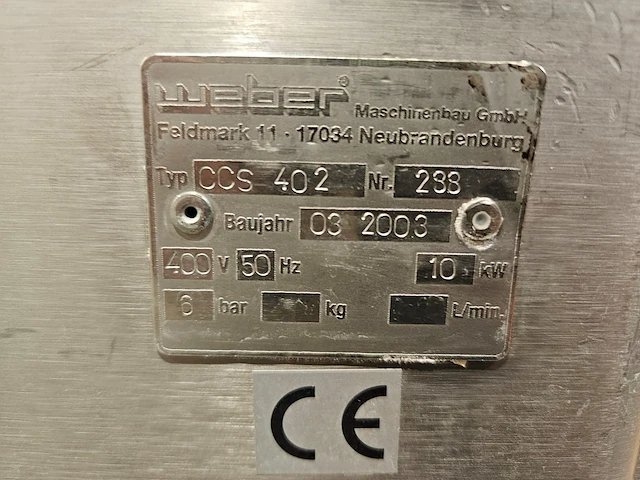 weber® Maschinenbau GmbH
Feldmark 11 · 17034 Neubrandenburg
Typ CCS 402 Nr. 288
Baujahr 03 2003
400 V 50 Hz 10 kW
6 bar kg L/min.
CE